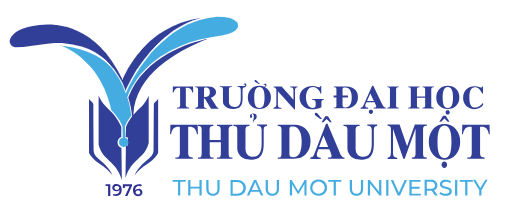 TRƯỜNG ĐẠI HỌC
THỦ DẦU MỘT
1976
THU DAU MOT UNIVERSITY